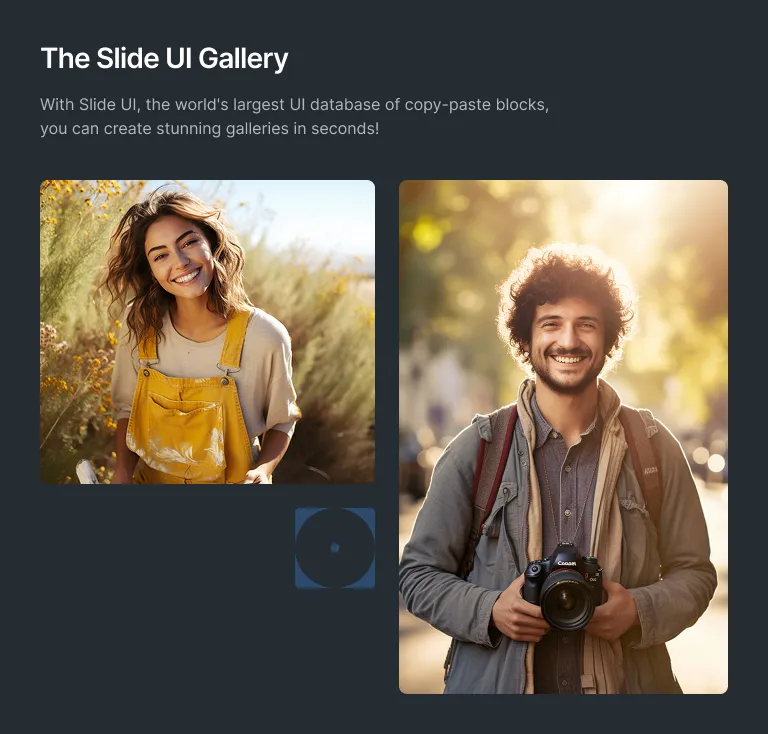 The Slide UI Gallery
With Slide UI, the world's largest UI database of copy-paste blocks,
you can create stunning galleries in seconds!
Canon